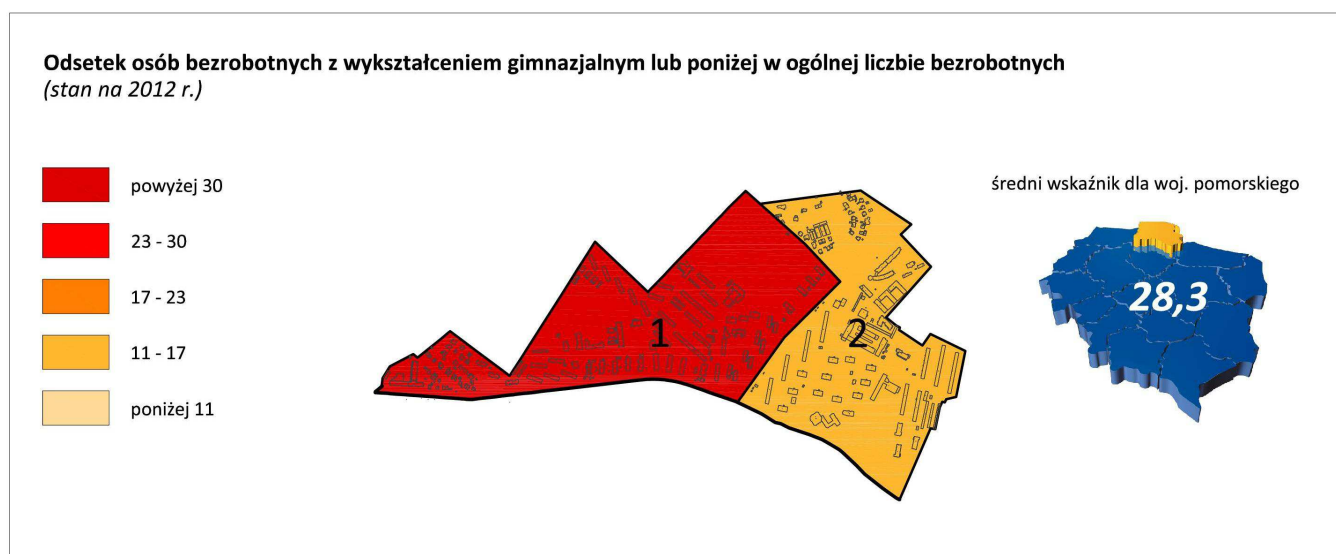 Odsetek osób bezrobotnych z wykształceniem gimnazjalnym lub poniżej w ogólnej liczbie bezrobotnych
(stan na 2012 r.)
powyżej 30
23 - 30
17 - 23
11 - 17
poniżej 11
1
2
średni wskaźnik dla woj. pomorskiego
28,3